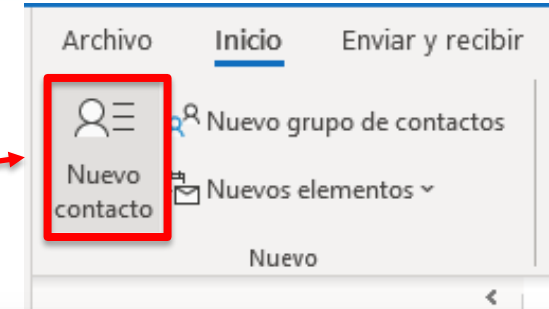 Archivo Inicio Enviar y recibir
Nuevo contacto
Nuevo grupo de contactos
Nuevos elementos
Nuevo